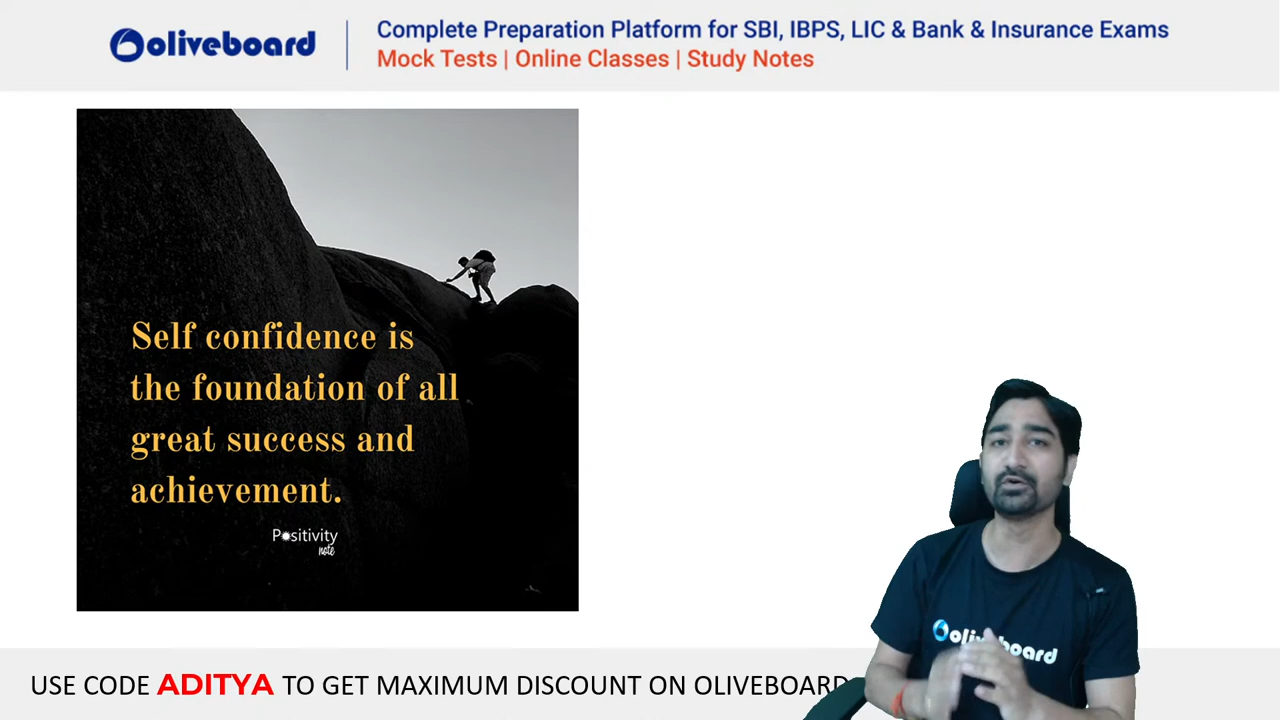 oliveboard
Complete Preparation Platform for SBI, IBPS, LIC & Bank & Insurance Exams
Mock Tests | Online Classes | Study Notes
Self confidence is
the foundation of all
great success and
achievement.
Positivity
note
oliveboard
USE CODE ADITYA TO GET MAXIMUM DISCOUNT ON OLIVEBOARD